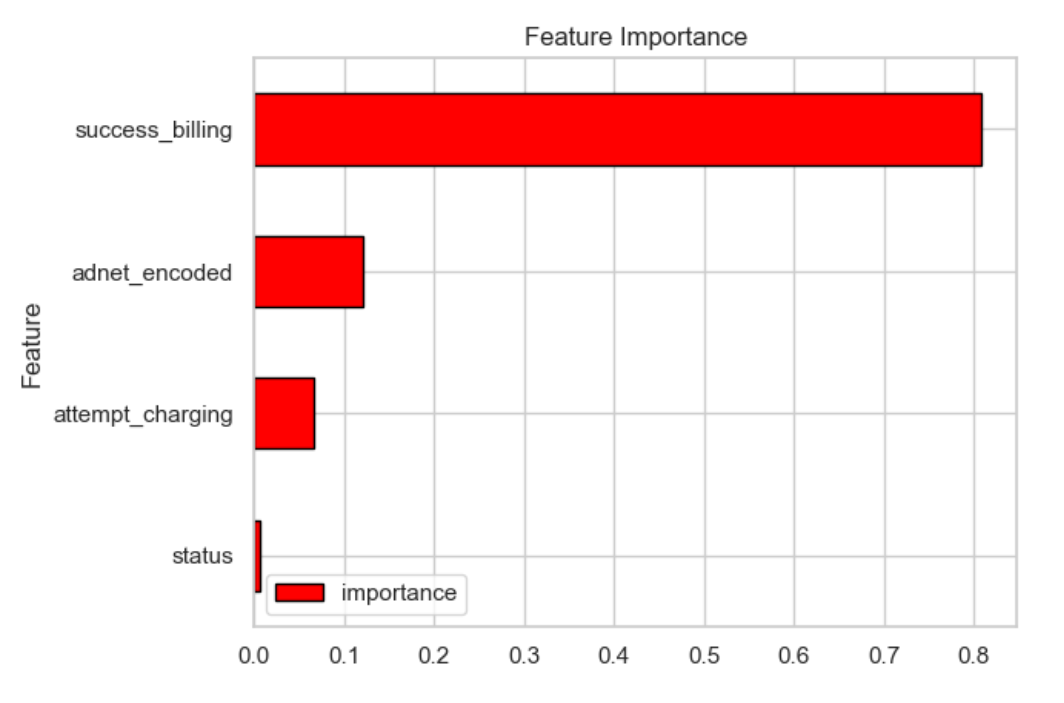 Feature Importance
success_billing
adnet_encoded
attempt_charging
status
Feature
importance
0.0 0.1 0.2 0.3 0.4 0.5 0.6 0.7 0.8